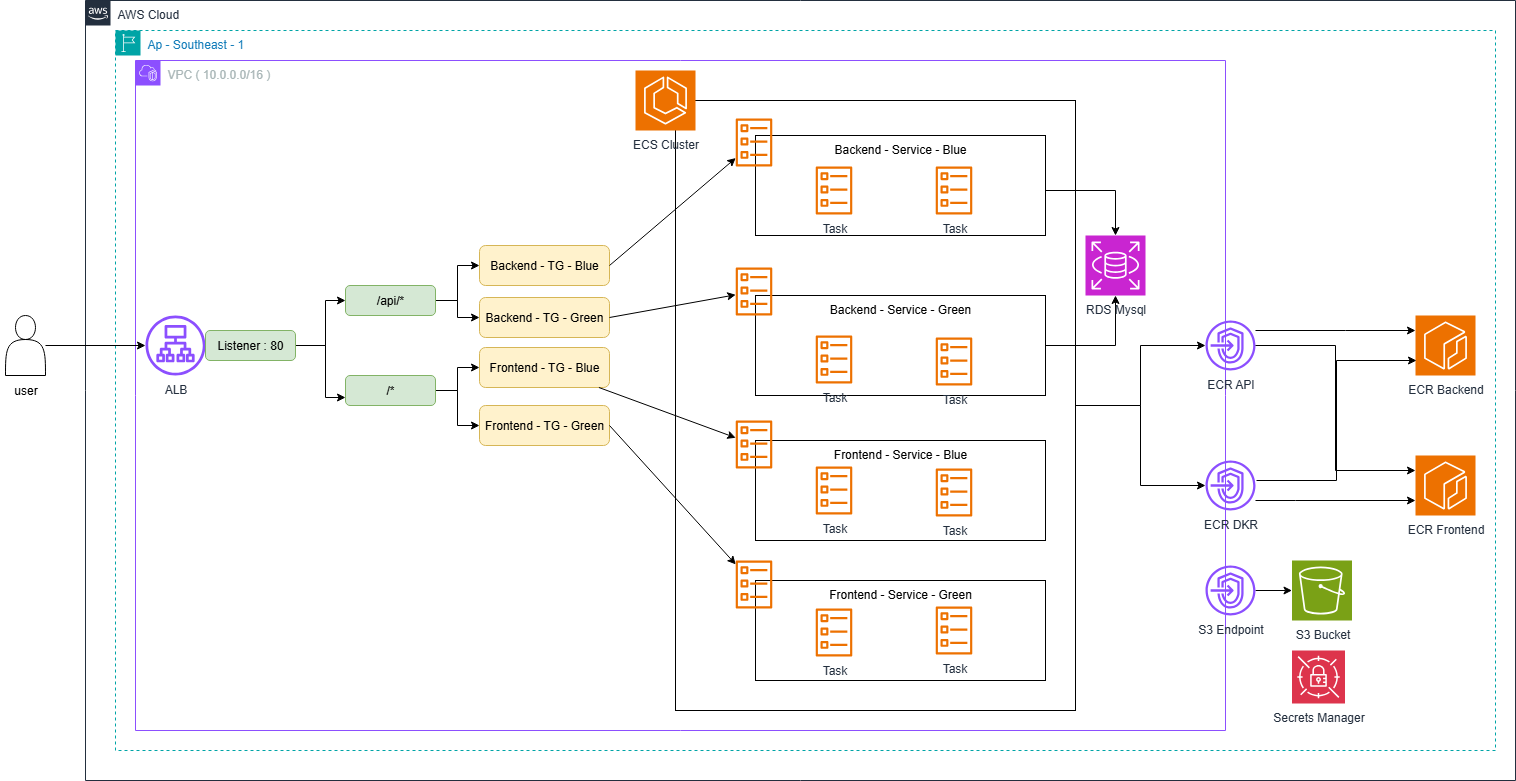 aws
AWS Cloud
Ap - Southeast - 1
VPC ( 10.0.0.0/16 )
ECS Cluster
Backend - Service - Blue
Task
Task
Backend - TG - Blue
/api/*
Backend - TG - Green
Backend - Service - Green
RDS Mysql
Task
Task
user
Listener : 80
ALB
Frontend - TG - Blue
/*
Frontend - TG - Green
ECR API
ECR Backend
Frontend - Service - Blue
Task
Task
ECR DKR
ECR Frontend
Frontend - Service - Green
Task
Task
S3 Endpoint
S3 Bucket
Secrets Manager